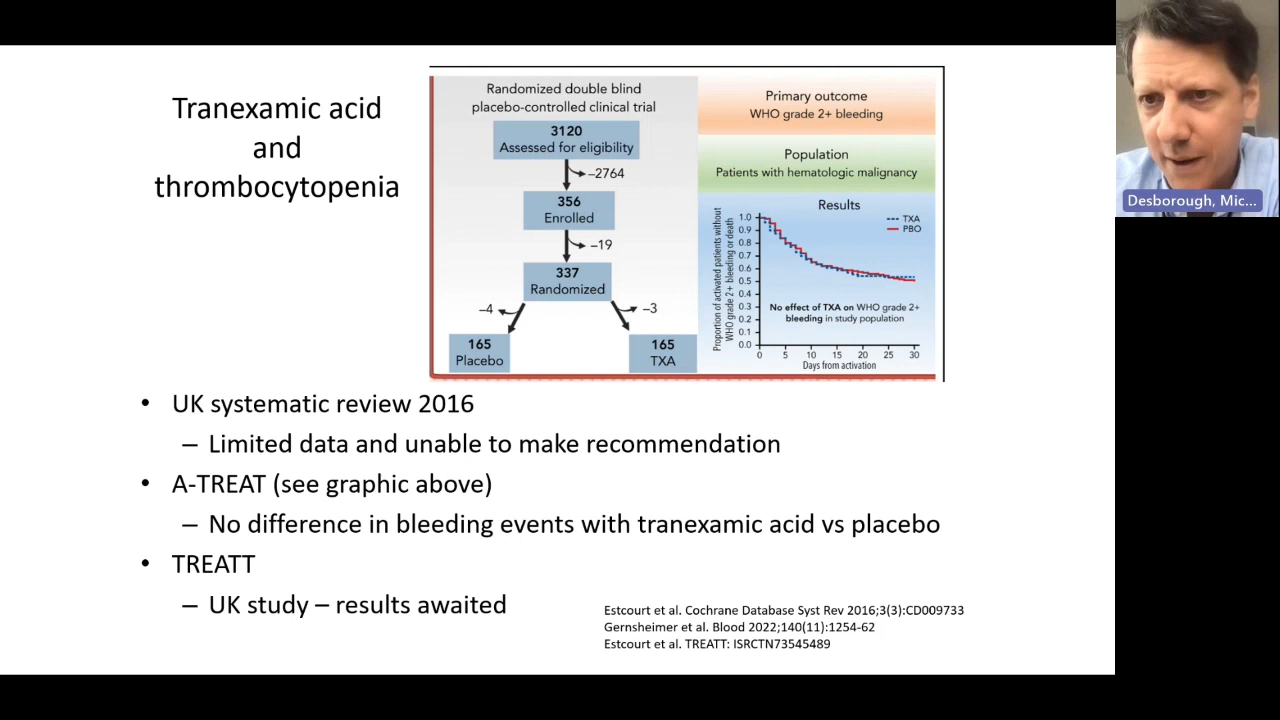 Tranexamic acid
and
thrombocytopenia
Randomized double blind
placebo-controlled clinical trial
3120
Assessed for eligibility
–2764
356
Enrolled
–19
337
Randomized
–4
–3
165
Placebo
165
TXA
Primary outcome
WHO grade 2+ bleeding
Population
Patients with hematologic malignancy
Results
Proportion of activated patients without
WHO grade 2+ bleeding or death
1.0
0.9
0.8
0.7
0.6
0.5
0.4
0.3
0.2
0.1
0.0
TXA
PBO
No effect of TXA on WHO grade 2+
bleeding in study population
0 5 10 15 20 25 30
Days from activation
• UK systematic review 2016
– Limited data and unable to make recommendation
• A-TREAT (see graphic above)
– No difference in bleeding events with tranexamic acid vs placebo
• TREATT
– UK study – results awaited
Estcourt et al. Cochrane Database Syst Rev 2016;3(3):CD009733
Gernsheimer et al. Blood 2022;140(11):1254-62
Estcourt et al. TREATT: ISRCTN73545489
Desborough, Mic...